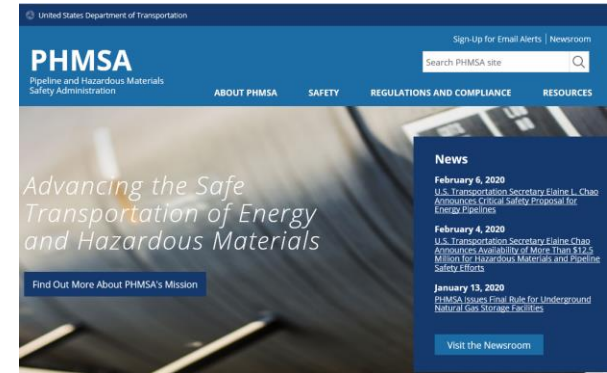 United States Department of Transportation
Sign-Up for Email Alerts | Newsroom
PHMSA
Pipeline and Hazardous Materials
Safety Administration
Search PHMSA site
ABOUT PHMSA SAFETY REGULATIONS AND COMPLIANCE RESOURCES
Advancing the Safe
Transportation of Energy
and Hazardous Materials
Find Out More About PHMSA's Mission
News
February 6, 2020
U.S. Transportation Secretary Elaine L. Chao
Announces Critical Safety Proposal for
Energy Pipelines
February 4, 2020
U.S. Transportation Secretary Elaine Chao
Announces Availability of More Than $12.5
Million for Hazardous Materials and Pipeline
Safety Efforts
January 13, 2020
PHMSA Issues Final Rule for Underground
Natural Gas Storage Facilities
Visit the Newsroom